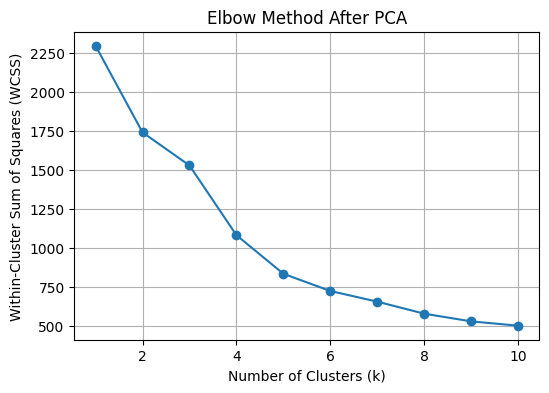 Elbow Method After PCA
Within-Cluster Sum of Squares (WCSS)
2250
2000
1750
1500
1250
1000
750
500
2 4 6 8 10
Number of Clusters (k)